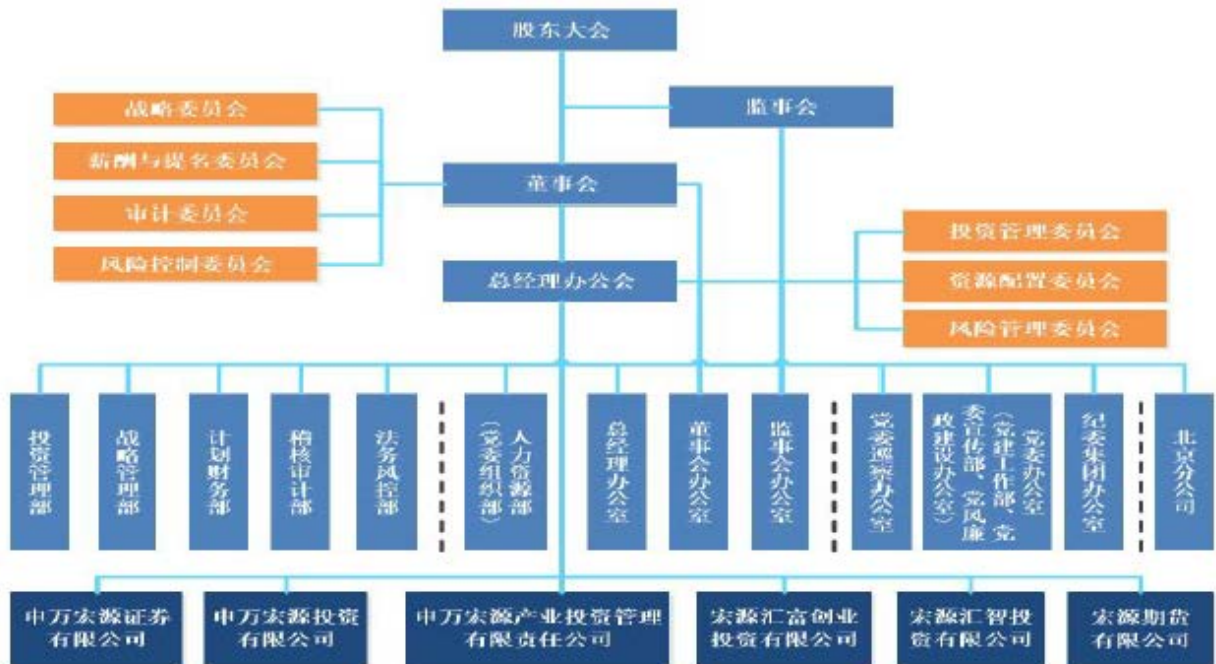 股东大会
监事会
战略委员会
薪酬与提名委员会
董事会
审计委员会
投资管理委员会
风险控制委员会
总经理办公会
资源配置委员会
风险管理委员会
投资管理部
战略管理部
计划财务部
稽核审计部
法务风控部
人力资源部
（党委组织部）
总经理办公室
董事会办公室
监事会办公室
党委巡察办公室
党委办公室
（党建工作部、党
委宣传部、党风廉
政建设办公室）
纪委集团办公室
北京分公司
申万宏源证券
有限公司
申万宏源投资
有限公司
申万宏源产业投资管理
有限责任公司
宏源汇富创业
投资有限公司
宏源汇智投
资有限公司
宏源期货
有限公司